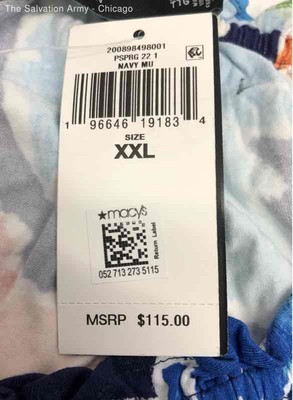 The Salvation Army - Chicago
200898498001
PSPRG 22 1
NAVY MU
1 96646 19183 4
SIZE
XXL
★macy's
Return Label
052 713 273 5115
MSRP $115.00